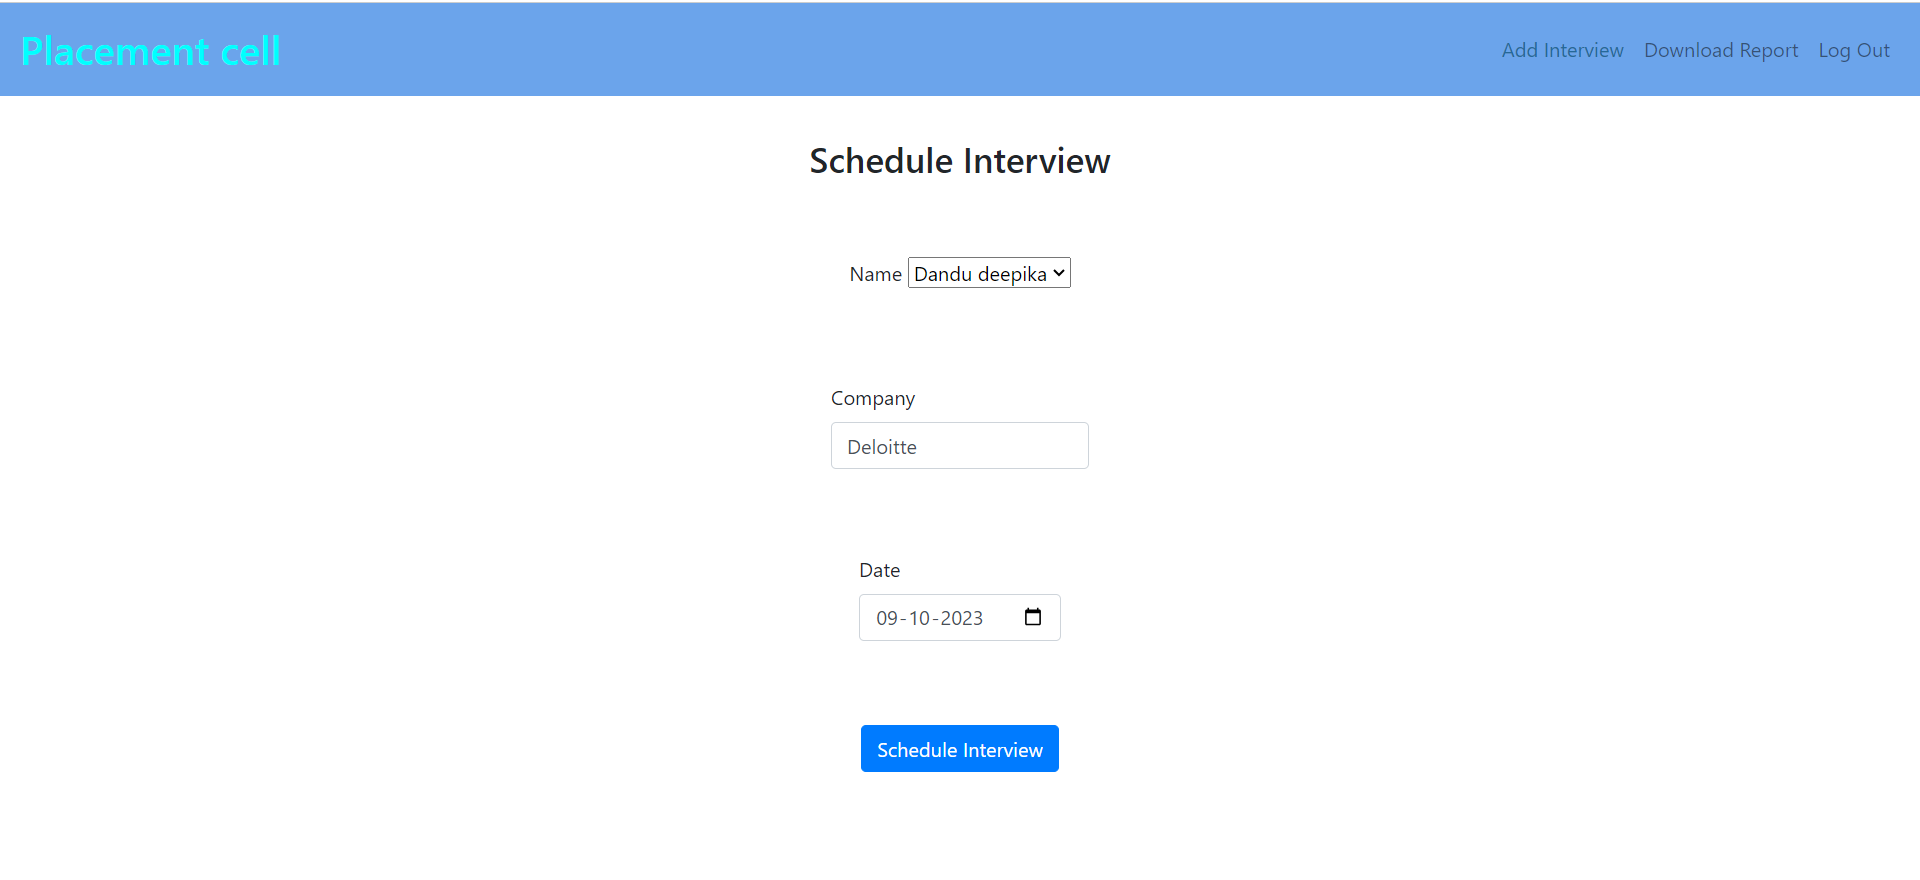 Placement cell Add Interview Download Report Log Out
Schedule Interview
Name Dandu deepika
Company
Deloitte
Date
09-10-2023
Schedule Interview